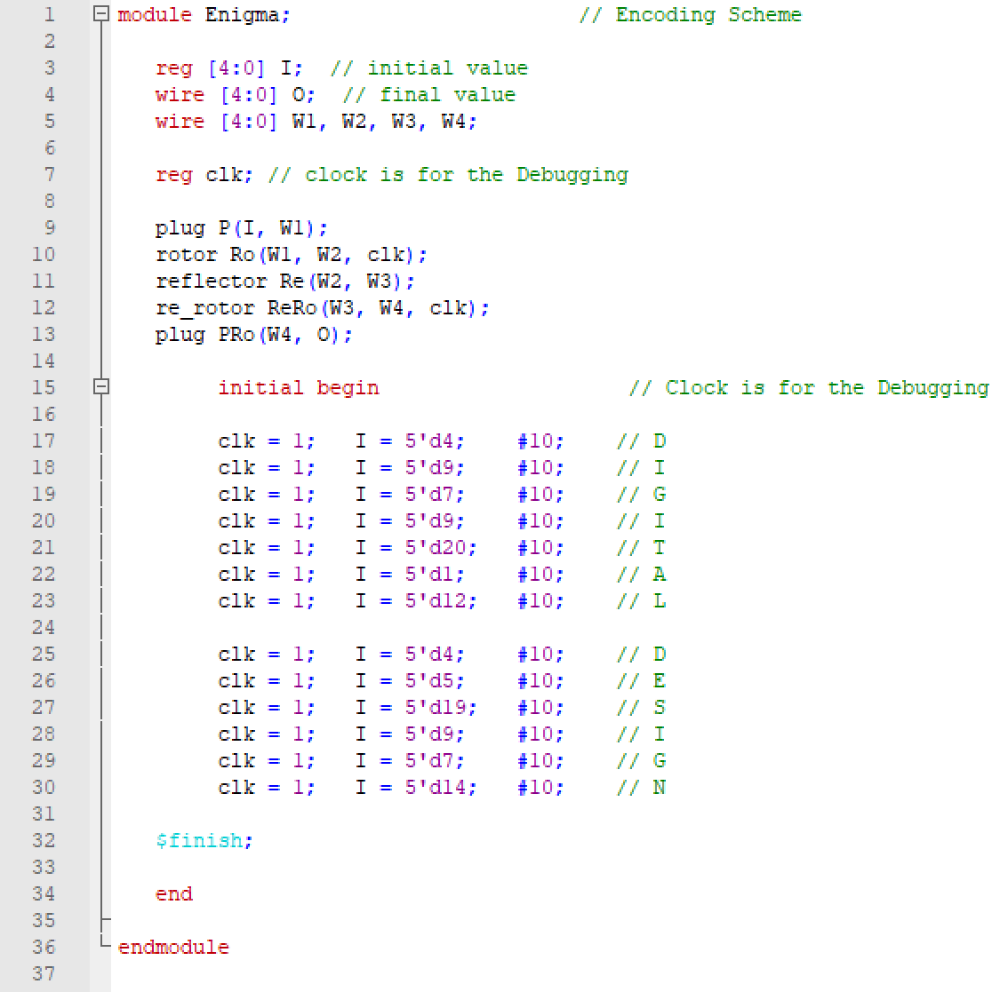 1 module Enigma; // Encoding Scheme
2
3 reg [4:0] I; // initial value
4 wire [4:0] O; // final value
5 wire [4:0] W1, W2, W3, W4;
6
7 reg clk; // clock is for the Debugging
8
9 plug P(I, W1);
10 rotor Ro(W1, W2, clk);
11 reflector Re(W2, W3);
12 re_rotor ReRo(W3, W4, clk);
13 plug PRo(W4, O);
14
15 initial begin // Clock is for the Debugging
16
17 clk = 1; I = 5'd4; #10; // D
18 clk = 1; I = 5'd9; #10; // I
19 clk = 1; I = 5'd7; #10; // G
20 clk = 1; I = 5'd9; #10; // I
21 clk = 1; I = 5'd20; #10; // T
22 clk = 1; I = 5'd1; #10; // A
23 clk = 1; I = 5'd12; #10; // L
24
25 clk = 1; I = 5'd4; #10; // D
26 clk = 1; I = 5'd5; #10; // E
27 clk = 1; I = 5'd19; #10; // S
28 clk = 1; I = 5'd9; #10; // I
29 clk = 1; I = 5'd7; #10; // G
30 clk = 1; I = 5'd14; #10; // N
31
32 $finish;
33
34 end
35
36 endmodule
37